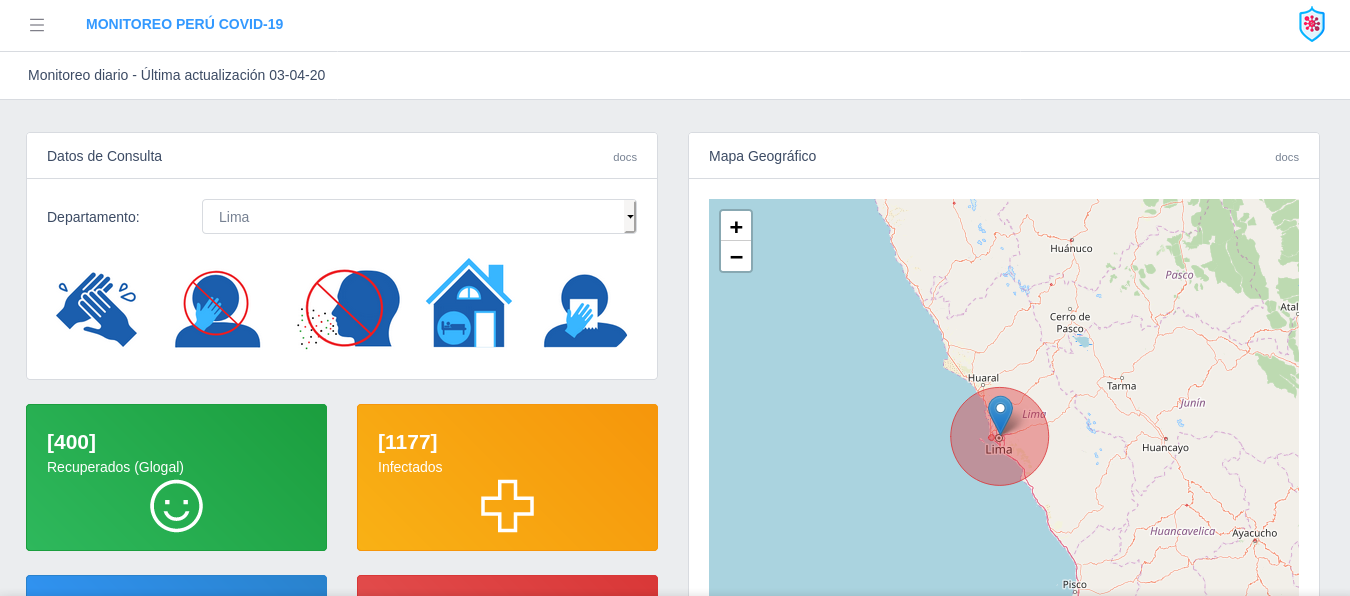 MONITOREO PERÚ COVID-19
Monitoreo diario - Última actualización 03-04-20
Datos de Consulta
docs
Departamento:
Lima
[400]
Recuperados (Glogal)
[1177]
Infectados
Mapa Geográfico
docs
+
−
Huánuco
Pasco
Atal
Cerro de
Pasco
Huaral
Tarma
Junín
Lima
Lima
Huancayo
Huancavelica
Ayacucho
Pisco